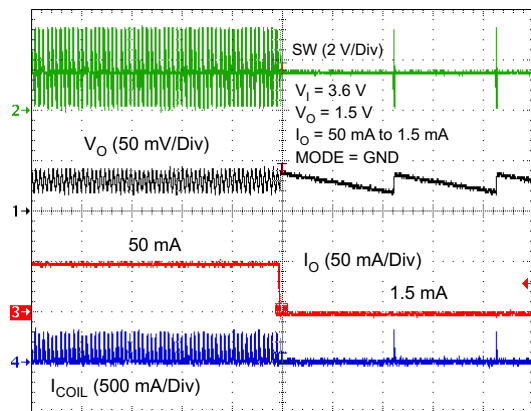 SW (2 V/Div)
V_I = 3.6 V
V_O = 1.5 V
I_O = 50 mA to 1.5 mA
MODE = GND
2
V_O (50 mV/Div)
1
50 mA
I_O (50 mA/Div)
1.5 mA
3
4
I_COIL (500 mA/Div)